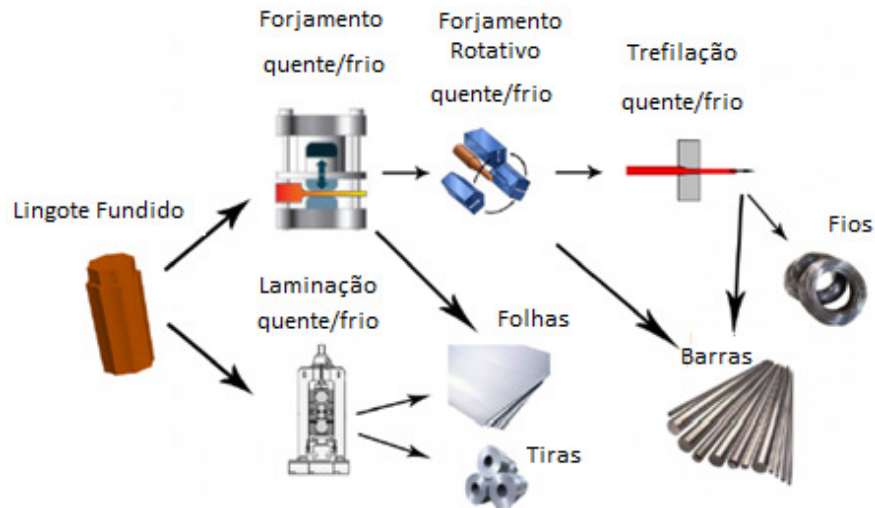 Forjamento
quente/frio
Forjamento
Rotativo
quente/frio
Trefilação
quente/frio
Lingote Fundido
Fios
Laminação
quente/frio
Folhas
Barras
Tiras